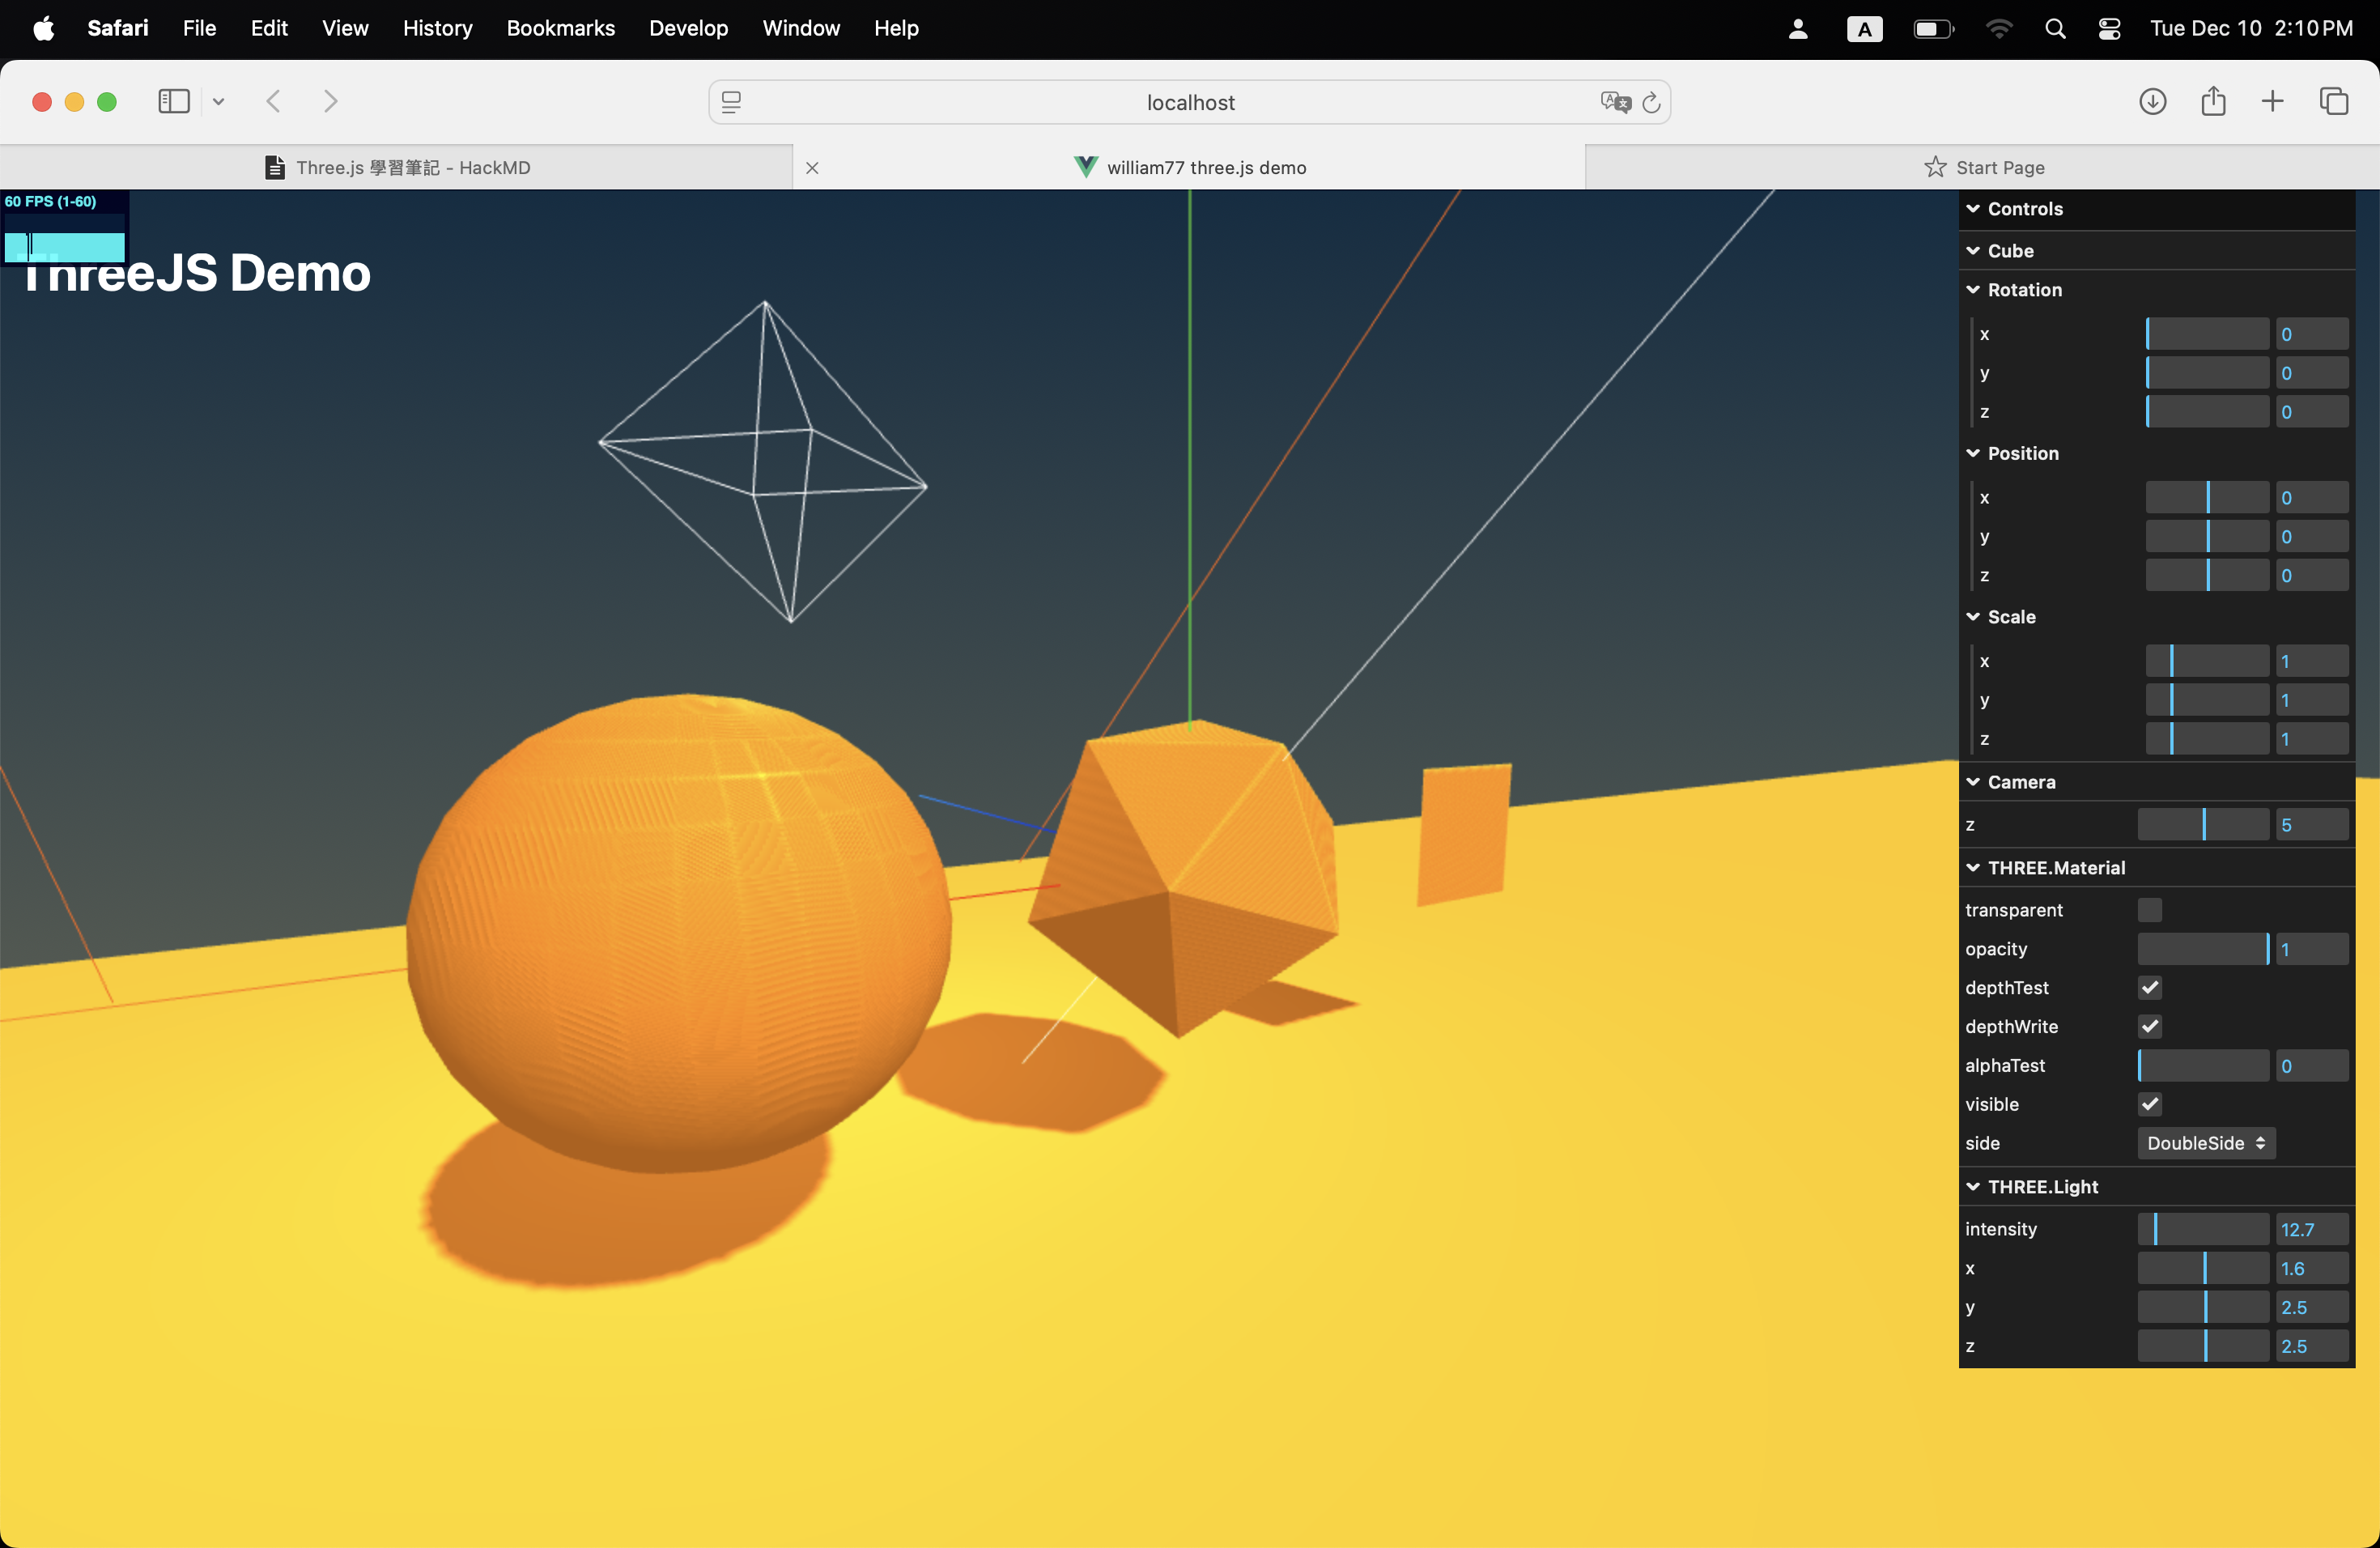 Safari File Edit View History Bookmarks Develop Window Help A Tue Dec 10 2:10 PM
localhost
Three.js 學習筆記 - HackMD
william77 three.js demo
Start Page
60 FPS (1-60)
ThreeJS Demo
Controls
Cube
Rotation
x 0
y 0
z 0
Position
x 0
y 0
z 0
Scale
x 1
y 1
z 1
Camera
z 5
THREE.Material
transparent
opacity 1
depthTest
depthWrite
alphaTest 0
visible
side DoubleSide
THREE.Light
intensity 12.7
x 1.6
y 2.5
z 2.5